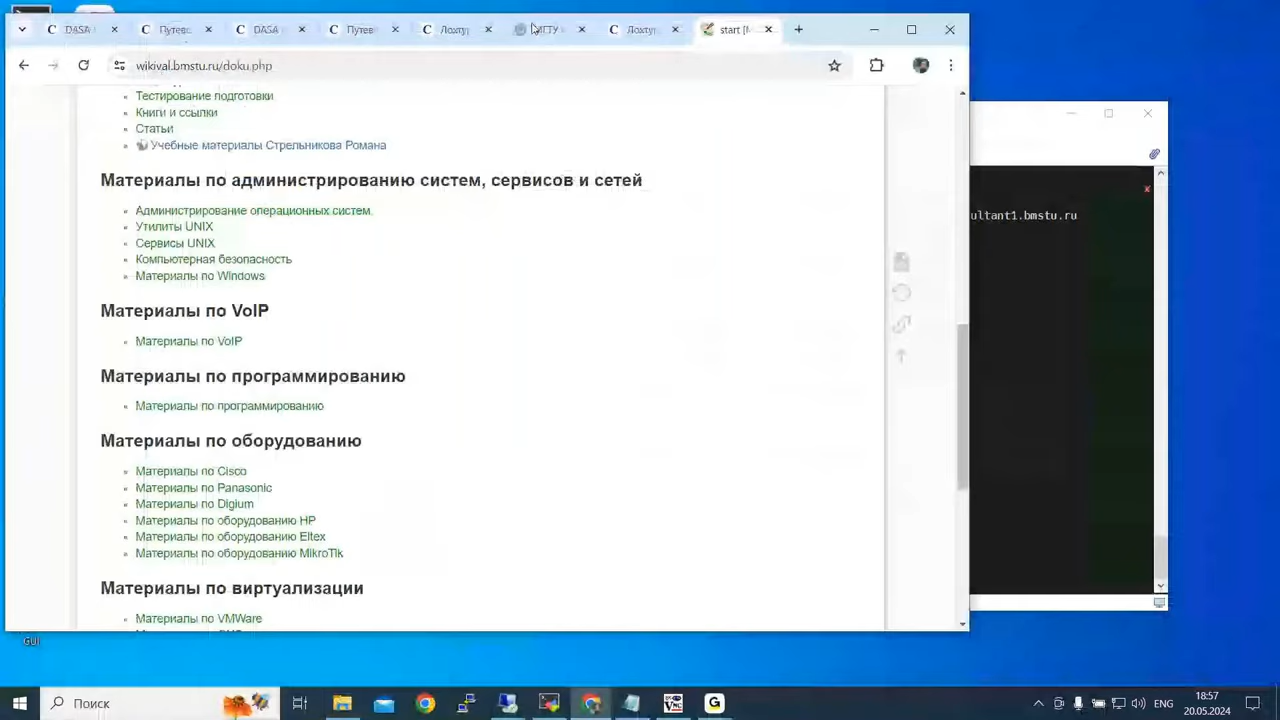 DASA
Путево
DASA
Путев
Лохтур
МГТУ
Лохтур
start [М
wikival.bmstu.ru/doku.php
Тестирование подготовки
Книги и ссылки
Статьи
Учебные материалы Стрельникова Романа
Материалы по администрированию систем, сервисов и сетей
Администрирование операционных систем.
Утилиты UNIX
Сервисы UNIX
Компьютерная безопасность
Материалы по Windows
ultant1.bmstu.ru
Материалы по VoIP
Материалы по VoIP
Материалы по программированию
Материалы по программированию
Материалы по оборудованию
Материалы по Cisco
Материалы по Panasonic
Материалы по Digium
Материалы по оборудованию HP
Материалы по оборудованию Eltex
Материалы по оборудованию MikroTik
Материалы по виртуализации
Материалы по VMWare
GUI
Поиск
ENG
18:57
20.05.2024